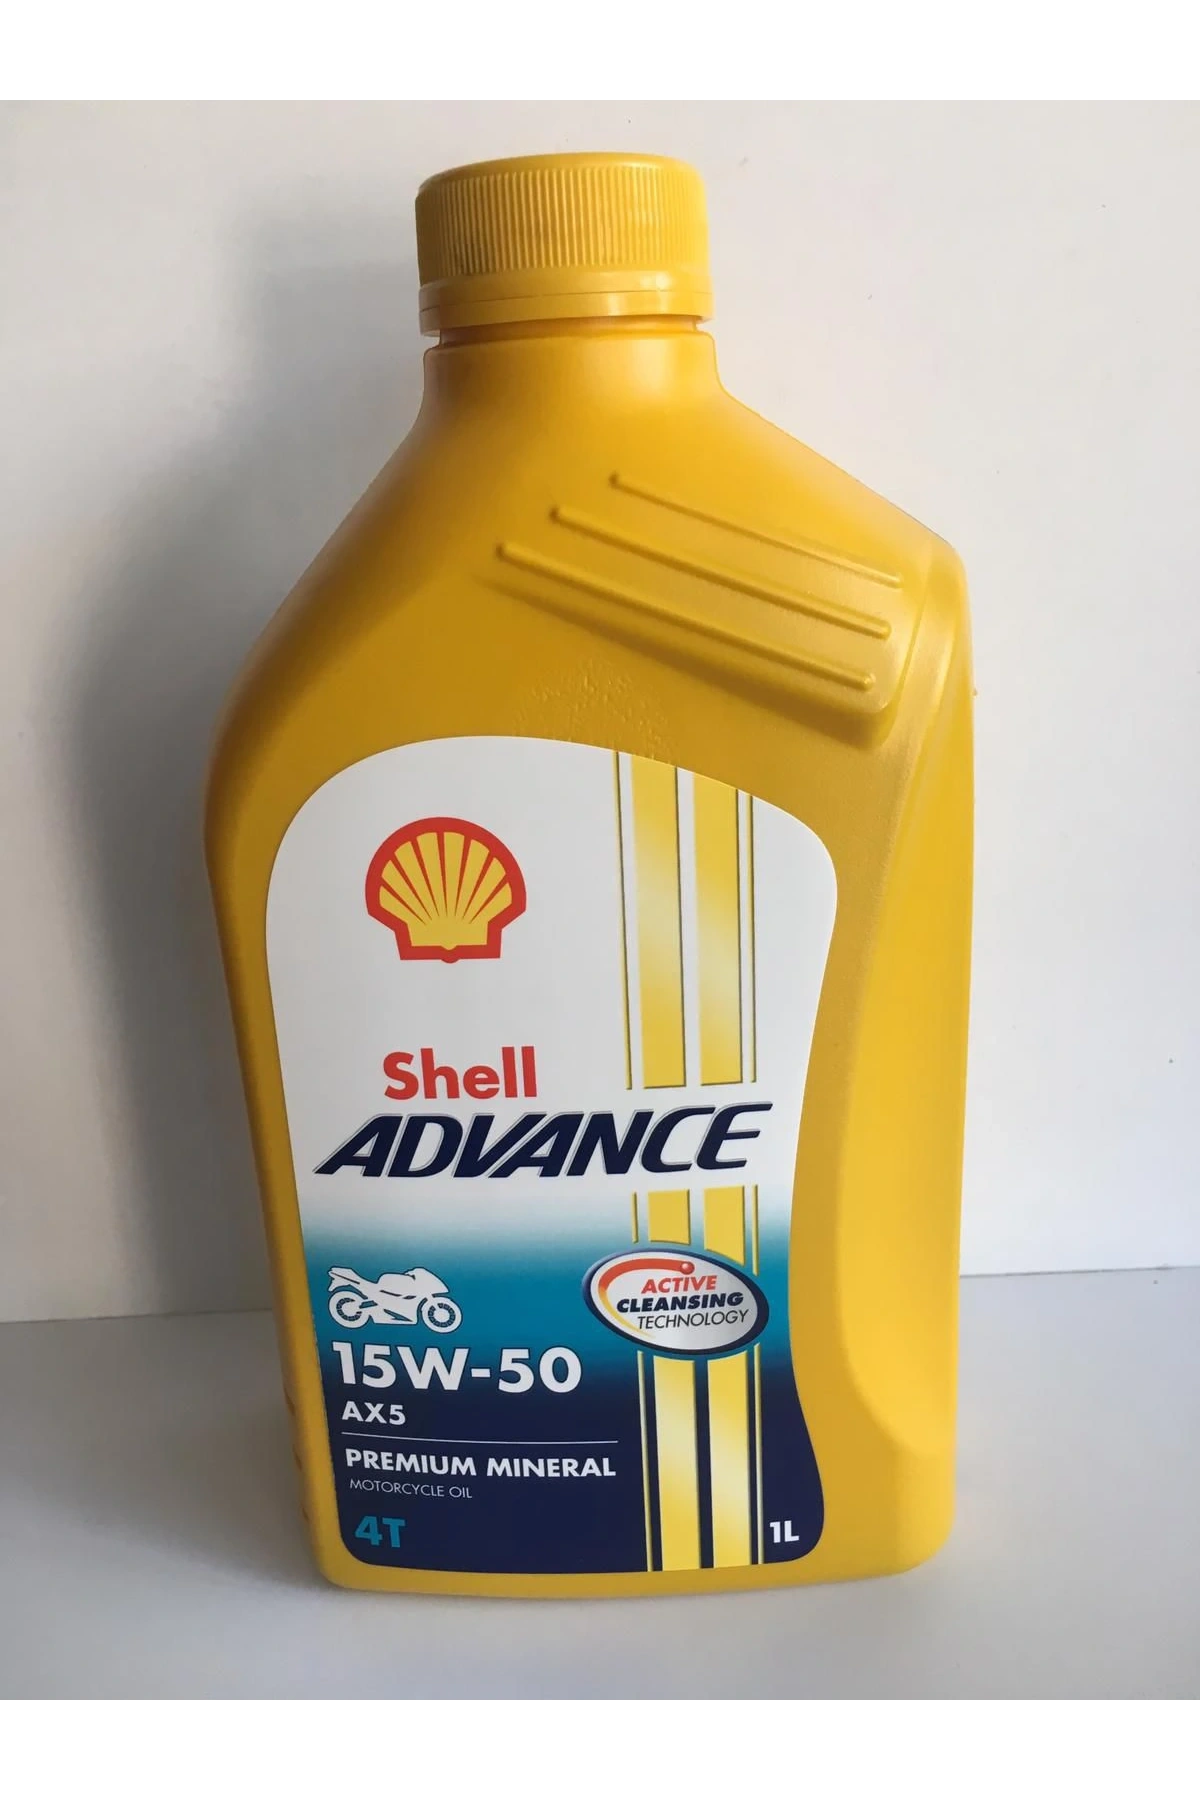 Shell
ADVANCE
ACTIVE
CLEANSING
TECHNOLOGY
15W-50
AX5
PREMIUM MINERAL
MOTORCYCLE OIL
4T
1L